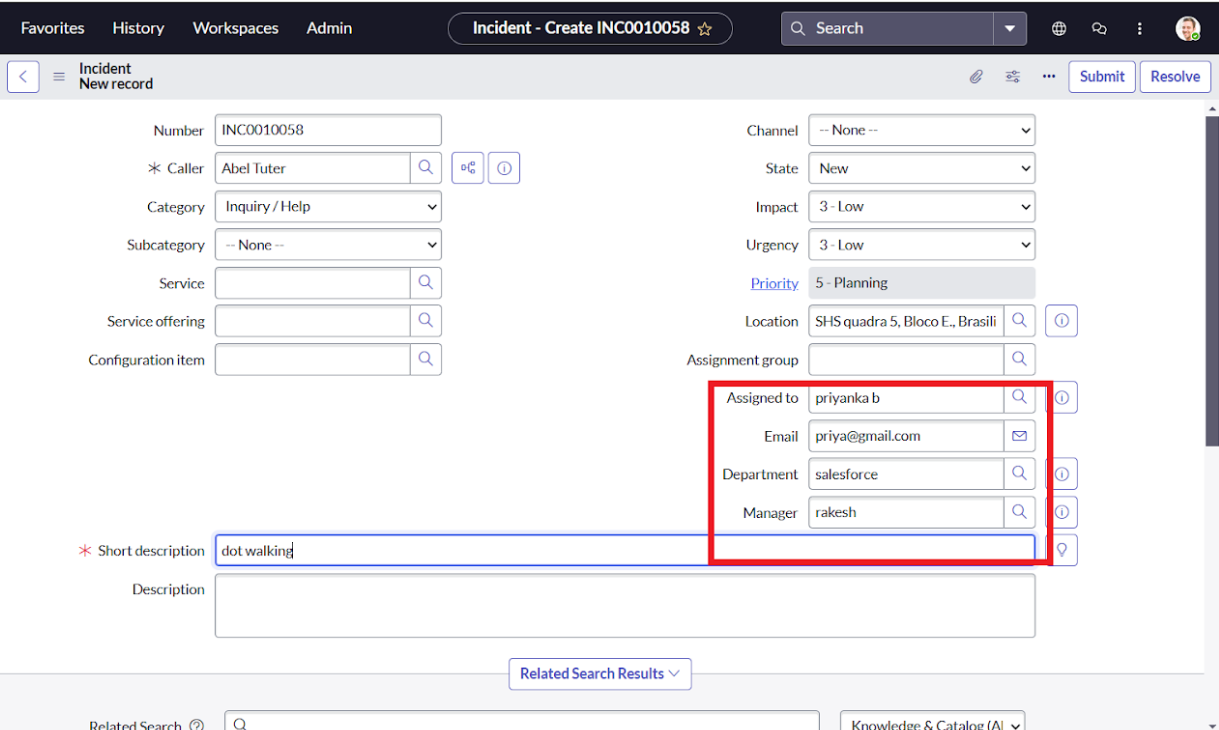 Favorites History Workspaces Admin Incident - Create INC0010058 Search
Incident
New record
Submit Resolve
Number INC0010058
Caller Abel Tuter
Category Inquiry / Help
Subcategory -- None --
Service
Service offering
Configuration item
Channel -- None --
State New
Impact 3 - Low
Urgency 3 - Low
Priority 5 - Planning
Location SHS quadra 5, Bloco E., Brasili
Assignment group
Assigned to priyanka b
Email priya@gmail.com
Department salesforce
Manager rakesh
Short description dot walking
Description
Related Search Results
Related Search Knowledge & Catalog (Al